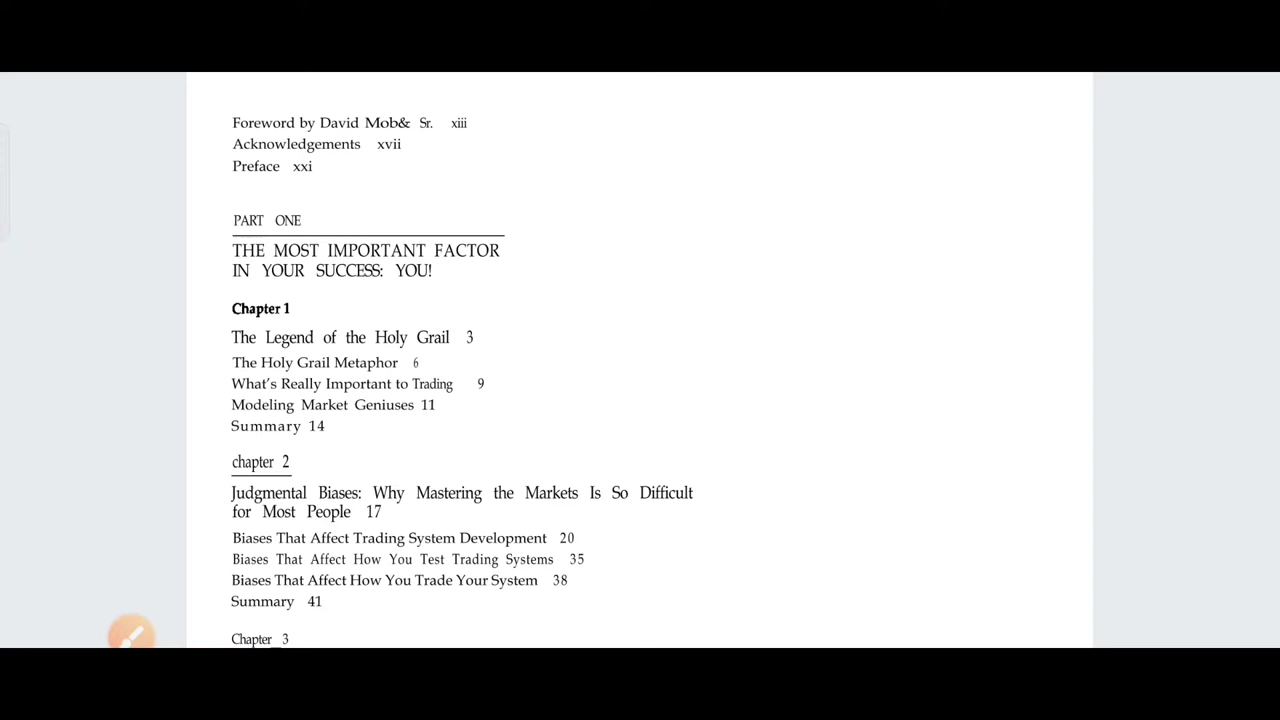 Foreword by David Mob& Sr. xiii
Acknowledgements xvii
Preface xxi
PART ONE
THE MOST IMPORTANT FACTOR
IN YOUR SUCCESS: YOU!
Chapter 1
The Legend of the Holy Grail 3
The Holy Grail Metaphor 6
What's Really Important to Trading 9
Modeling Market Geniuses 11
Summary 14
chapter 2
Judgmental Biases: Why Mastering the Markets Is So Difficult
for Most People 17
Biases That Affect Trading System Development 20
Biases That Affect How You Test Trading Systems 35
Biases That Affect How You Trade Your System 38
Summary 41
Chapter_3